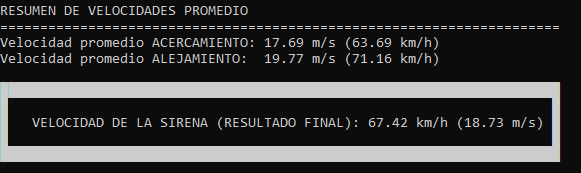 RESUMEN DE VELOCIDADES PROMEDIO
======================================================================
Velocidad promedio ACERCAMIENTO: 17.69 m/s (63.69 km/h)
Velocidad promedio ALEJAMIENTO:  19.77 m/s (71.16 km/h)
VELOCIDAD DE LA SIRENA (RESULTADO FINAL): 67.42 km/h (18.73 m/s)